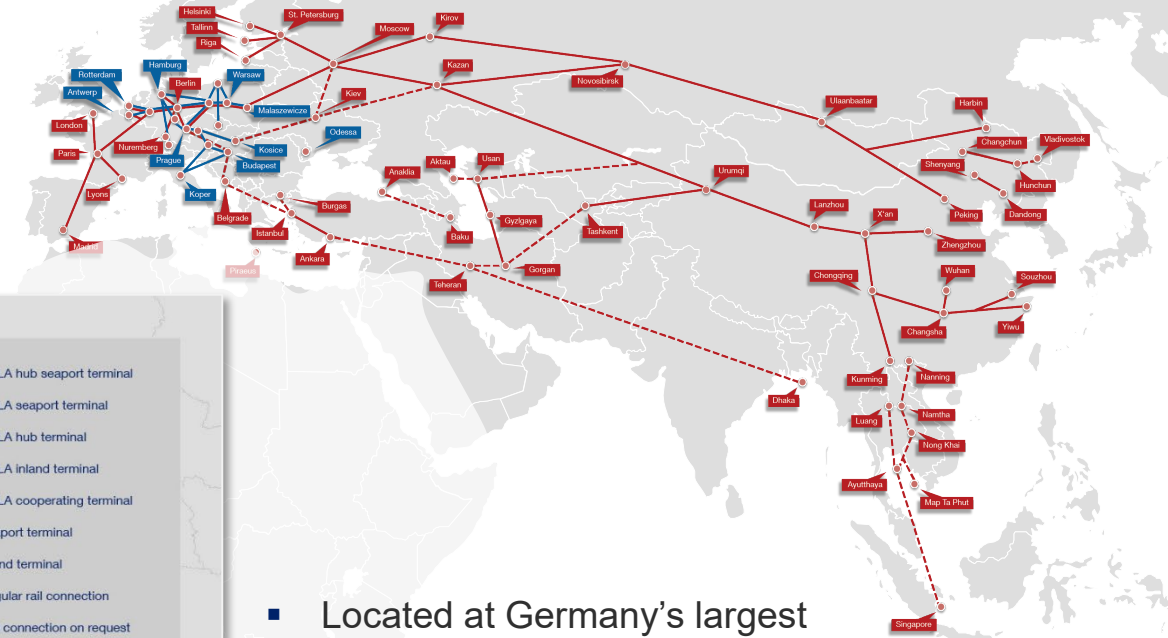 Helsinki
Tallinn
Riga
St. Petersburg
Moscow
Kirov
Kazan
Novosibirsk
Ulaanbaatar
Harbin
Changchun
Vladivostok
Shenyang
Hunchun
Dandong
Peking
Rotterdam
Antwerp
Hamburg
Berlin
Warsaw
Malaszewicze
Kiev
London
Paris
Nuremberg
Prague
Kosice
Budapest
Odessa
Lyons
Koper
Madrid
Belgrade
Burgas
Istanbul
Piraeus
Ankara
Anaklia
Aktau
Usan
Baku
Gyzlgaya
Tashkent
Urumqi
Lanzhou
X'an
Zhengzhou
Teheran
Gorgan
Chongqing
Wuhan
Souzhou
Changsha
Yiwu
Dhaka
Kunming
Nanning
Luang
Namtha
Nong Khai
Ayutthaya
Map Ta Phut
Singapore
LA hub seaport terminal
LA seaport terminal
LA hub terminal
LA inland terminal
LA cooperating terminal
port terminal
nd terminal
gular rail connection
connection on request
▪ Located at Germany's largest